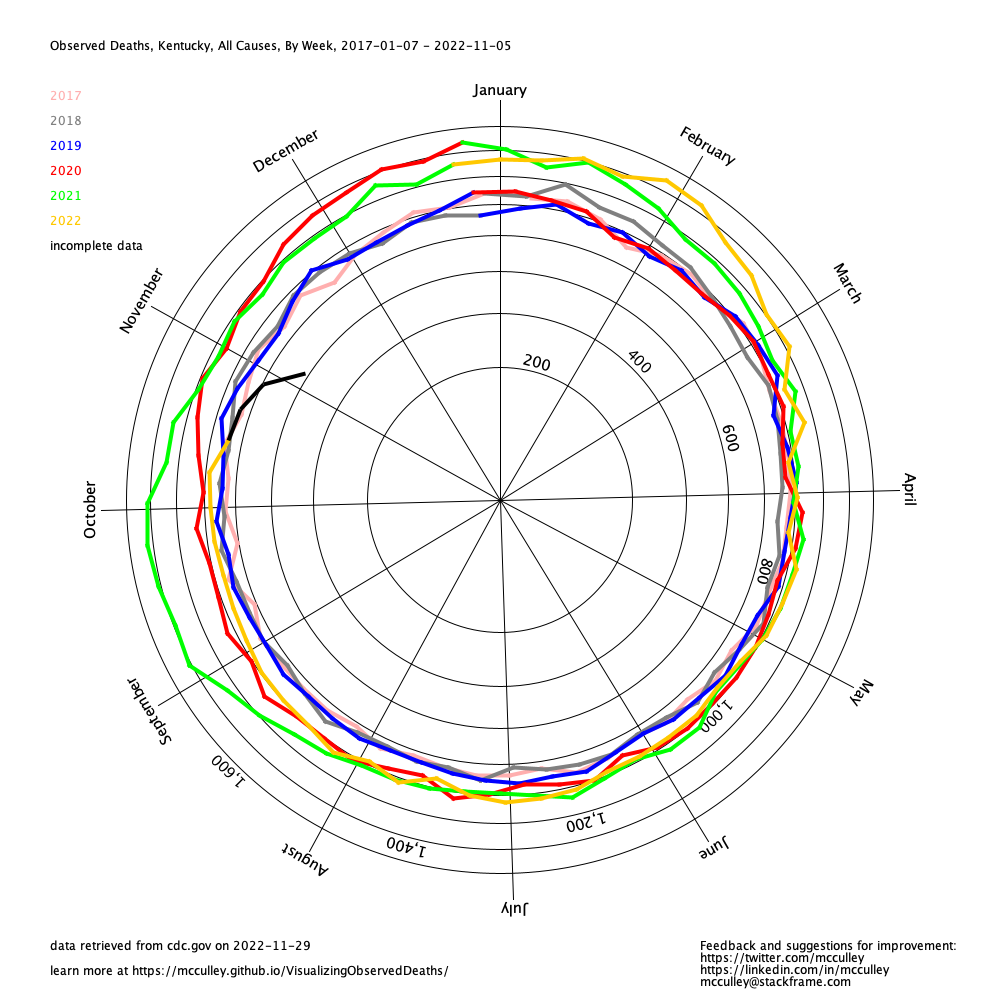 Observed Deaths, Kentucky, All Causes, By Week, 2017-01-07 - 2022-11-05
January
2017
2018
2019
2020
2021
2022
incomplete data
December
February
November
March
200
400
600
October
April
800
September
May
1,000
1,600
1,200
1,400
August
June
July
data retrieved from cdc.gov on 2022-11-29
learn more at https://mcculley.github.io/VisualizingObservedDeaths/
Feedback and suggestions for improvement:
https://twitter.com/mcculley
https://linkedin.com/in/mcculley
mcculley@stackframe.com